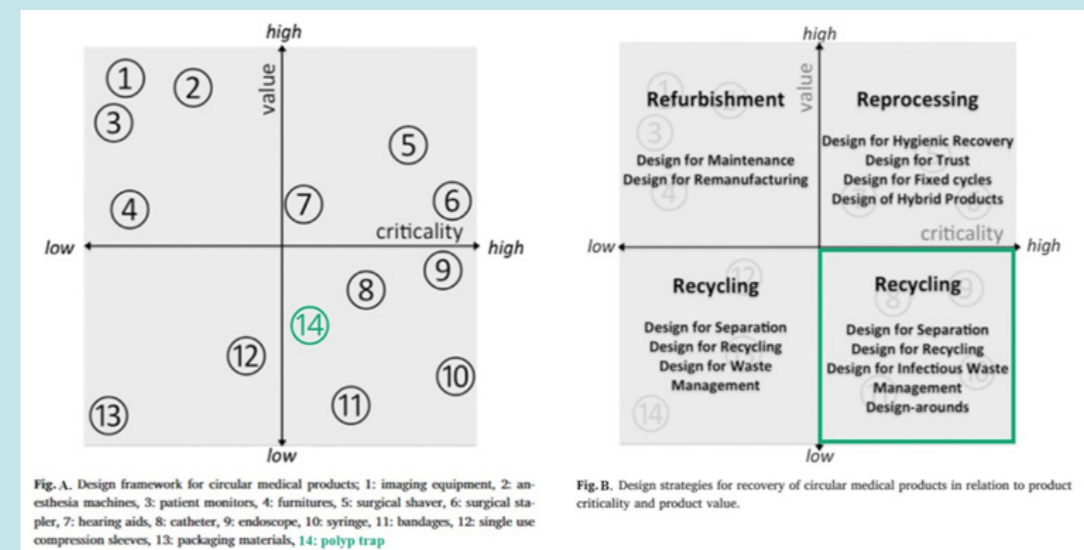 high
value
1
2
3
5
4
7
6
criticality
low
high
9
8
14
12
10
11
13
low
Fig. A. Design framework for circular medical products; 1: imaging equipment, 2: an-
esthesia machines, 3: patient monitors, 4: furnitures, 5: surgical shaver, 6: surgical sta-
pler, 7: hearing aids, 8: catheter, 9: endoscope, 10: syringe, 11: bandages, 12: single use
compression sleeves, 13: packaging materials, 14: polyp trap
high
value
1
Refurbishment
3
Design for Maintenance
Design for Remanufacturing
4
Reprocessing
Design for Hygienic Recovery
Design for Trust
Design for Fixed cycles
Design of Hybrid Products
criticality
low
high
12
Recycling
Design for Separation
Design for Recycling
Design for Waste
Management
14
Recycling
8
9
Design for Separation
Design for Recycling
Design for Infectious Waste
Management
Design-arounds
low
Fig. B. Design strategies for recovery of circular medical products in relation to product
criticality and product value.